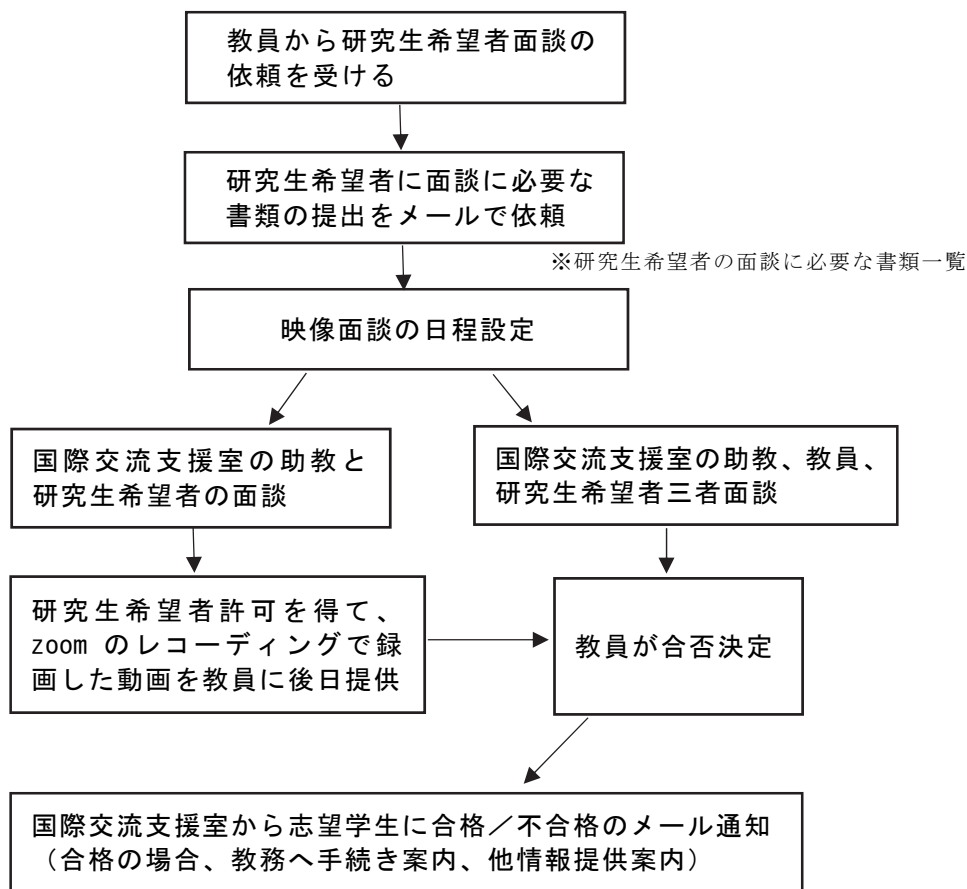 教員から研究生希望者面談の
依頼を受ける
研究生希望者に面談に必要な
書類の提出をメールで依頼
※研究生希望者の面談に必要な書類一覧
映像面談の日程設定
国際交流支援室の助教と
研究生希望者の面談
国際交流支援室の助教、教員、
研究生希望者三者面談
研究生希望者許可を得て、
zoom のレコーディングで録
画した動画を教員に後日提供
教員が合否決定
国際交流支援室から志望学生に合格／不合格のメール通知
（合格の場合、教務へ手続き案内、他情報提供案内）